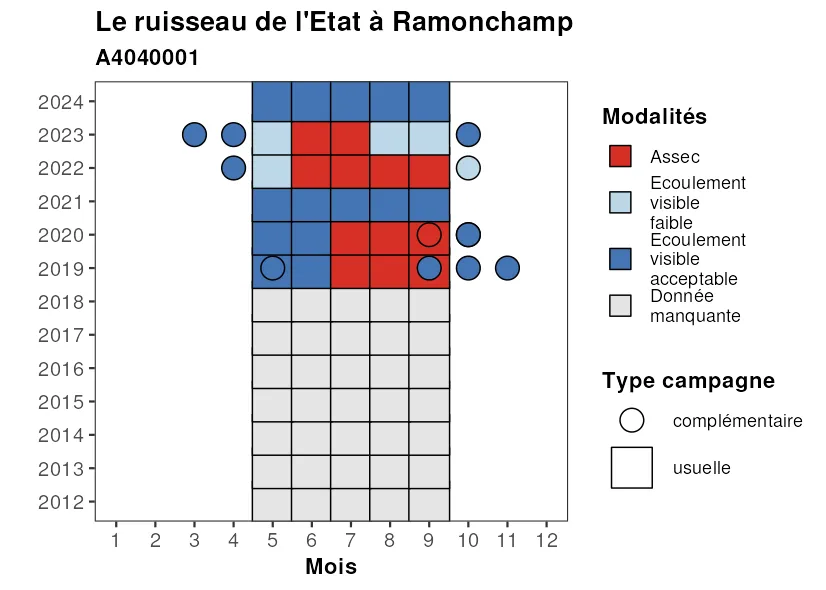 Le ruisseau de l'Etat à Ramonchamp
A4040001
2024
2023
2022
2021
2020
2019
2018
2017
2016
2015
2014
2013
2012
1 2 3 4 5 6 7 8 9 10 11 12
Mois
Modalités
Assec
Ecoulement
visible
faible
Ecoulement
visible
acceptable
Donnée
manquante
Type campagne
complémentaire
usuelle